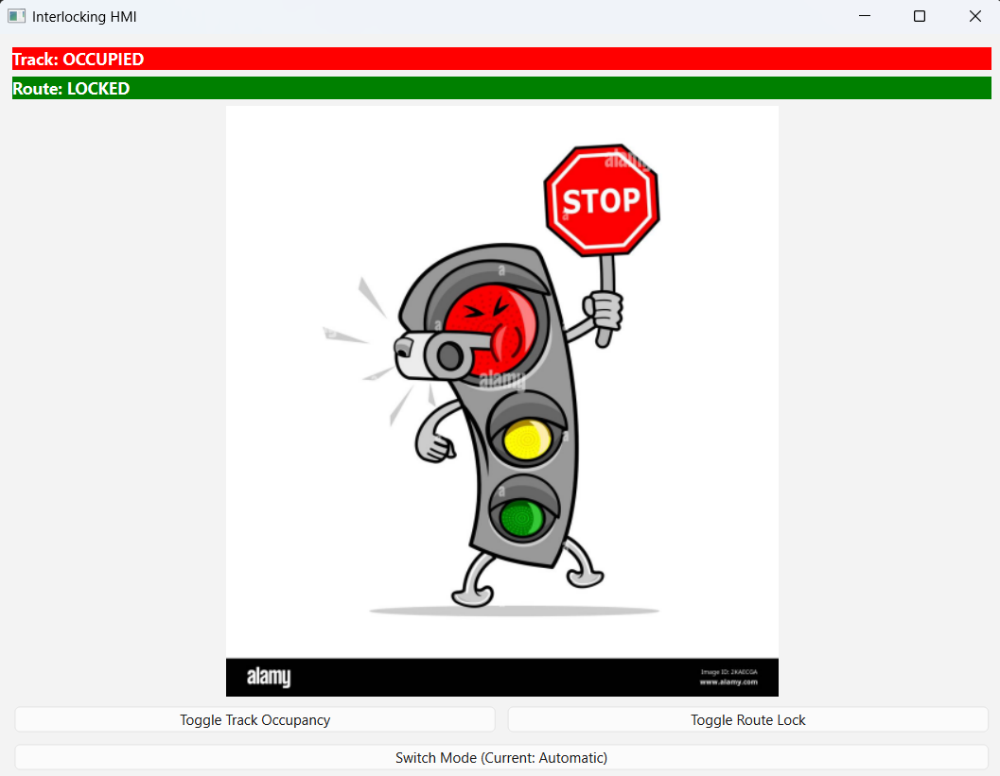 Interlocking HMI
Track: OCCUPIED
Route: LOCKED
alamy
STOP
a
a
a
a
alamy
a
a
a
alamy
Image ID: 2KAECGA
www.alamy.com
Toggle Track Occupancy
Toggle Route Lock
Switch Mode (Current: Automatic)